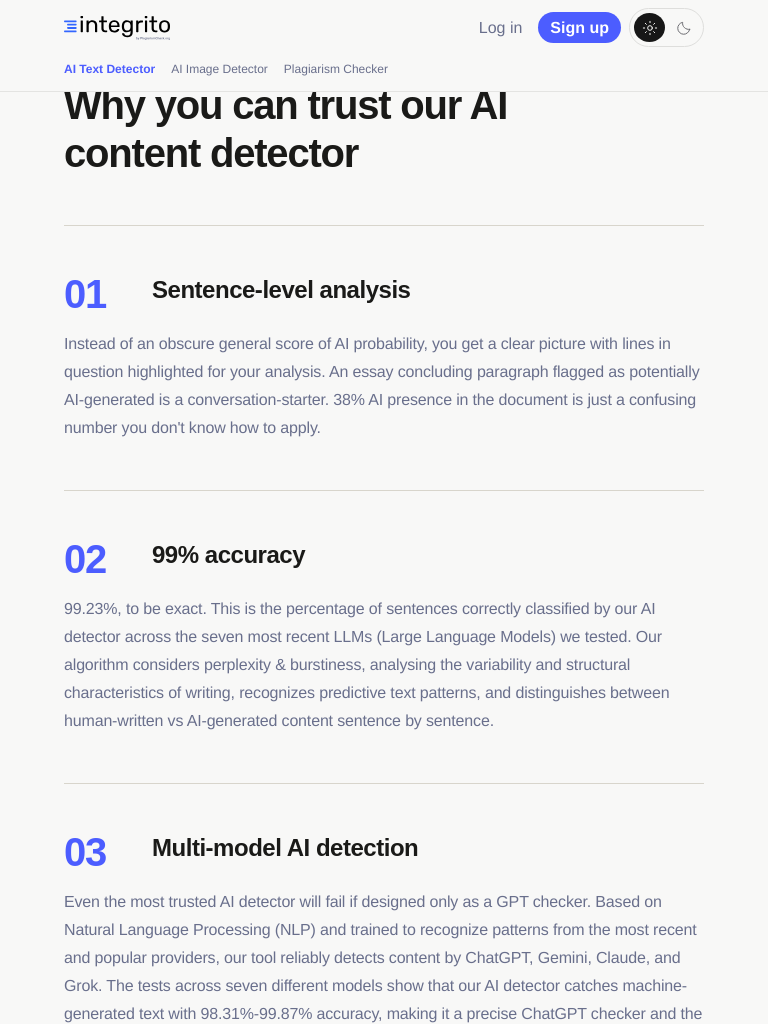 integrito
Log in
Sign up
AI Text Detector
AI Image Detector
Plagiarism Checker
Why you can trust our AI
content detector
01
Sentence-level analysis
Instead of an obscure general score of AI probability, you get a clear picture with lines in
question highlighted for your analysis. An essay concluding paragraph flagged as potentially
AI-generated is a conversation-starter. 38% AI presence in the document is just a confusing
number you don't know how to apply.
02
99% accuracy
99.23%, to be exact. This is the percentage of sentences correctly classified by our AI
detector across the seven most recent LLMs (Large Language Models) we tested. Our
algorithm considers perplexity & burstiness, analysing the variability and structural
characteristics of writing, recognizes predictive text patterns, and distinguishes between
human-written vs AI-generated content sentence by sentence.
03
Multi-model AI detection
Even the most trusted AI detector will fail if designed only as a GPT checker. Based on
Natural Language Processing (NLP) and trained to recognize patterns from the most recent
and popular providers, our tool reliably detects content by ChatGPT, Gemini, Claude, and
Grok. The tests across seven different models show that our AI detector catches machine-
generated text with 98.31%-99.87% accuracy, making it a precise ChatGPT checker and the